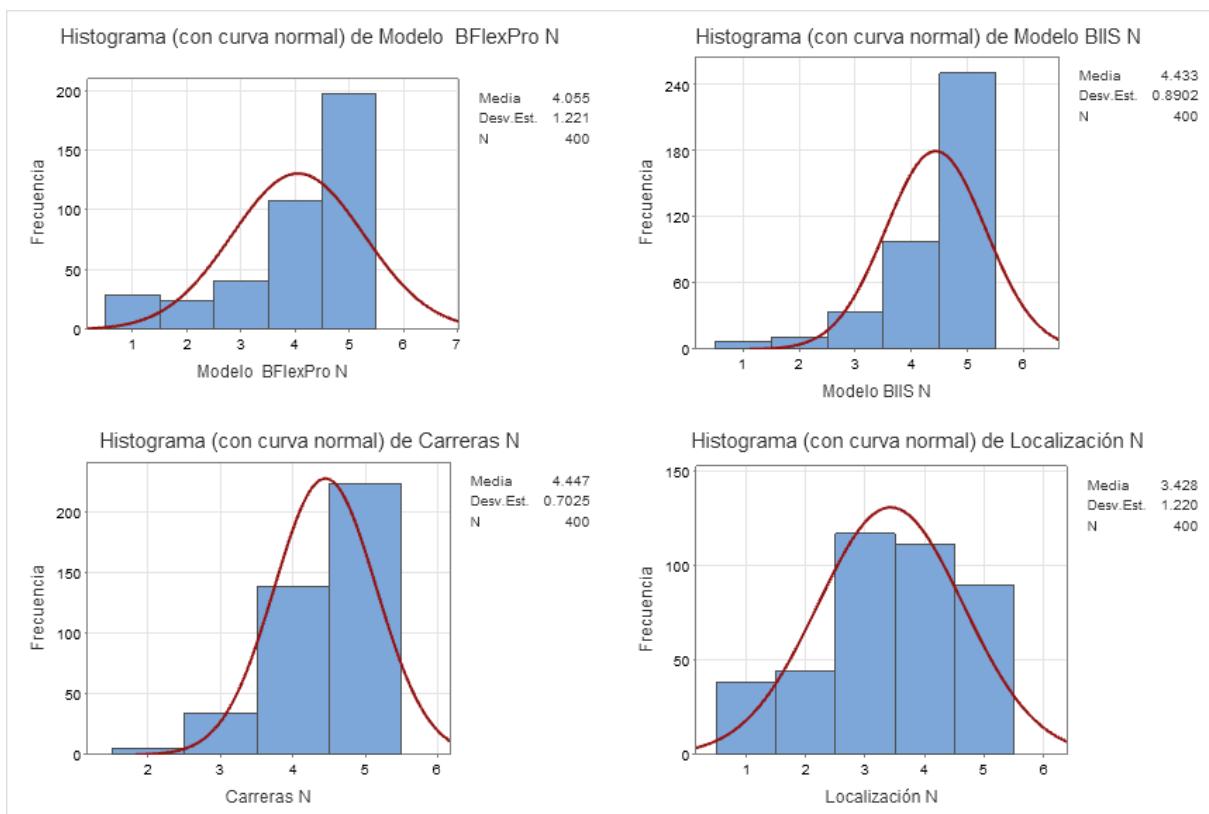 Histograma (con curva normal) de Modelo  BFlexPro N
Media 4.055
Desv.Est. 1.221
N 400
200
150
100
50
0
Frecuencia
1 2 3 4 5 6 7
Modelo  BFlexPro N
Histograma (con curva normal) de Modelo BIIS N
Media 4.433
Desv.Est. 0.8902
N 400
240
180
120
60
0
Frecuencia
1 2 3 4 5 6
Modelo BIIS N
Histograma (con curva normal) de Carreras N
Media 4.447
Desv.Est. 0.7025
N 400
200
150
100
50
0
Frecuencia
2 3 4 5 6
Carreras N
Histograma (con curva normal) de Localización N
Media 3.428
Desv.Est. 1.220
N 400
150
100
50
0
Frecuencia
1 2 3 4 5 6
Localización N